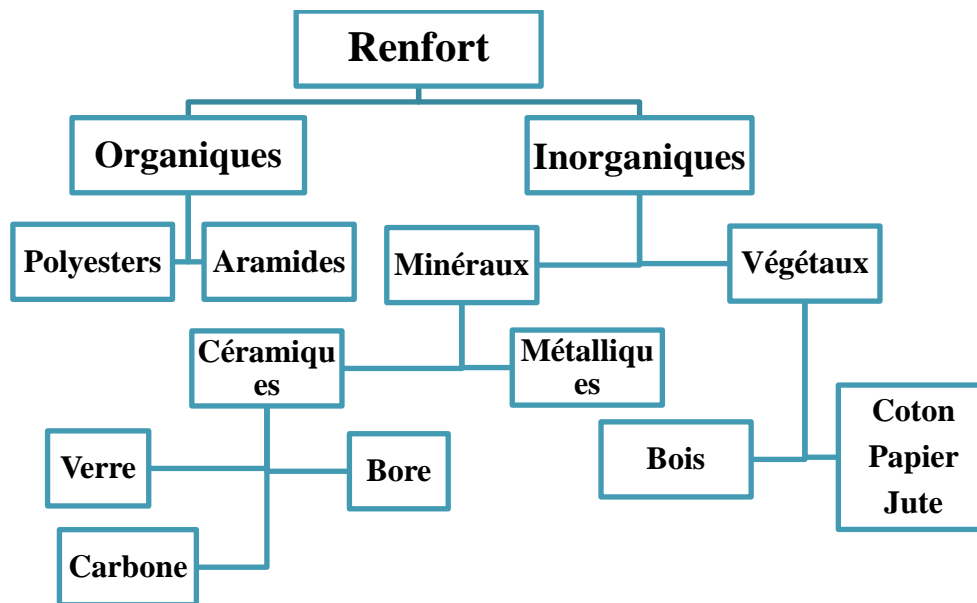 Renfort
Organiques
Inorganiques
Polyesters
Aramides
Minéraux
Végétaux
Céramiqu
es
Métalliqu
es
Coton
Papier
Jute
Bois
Verre
Bore
Carbone